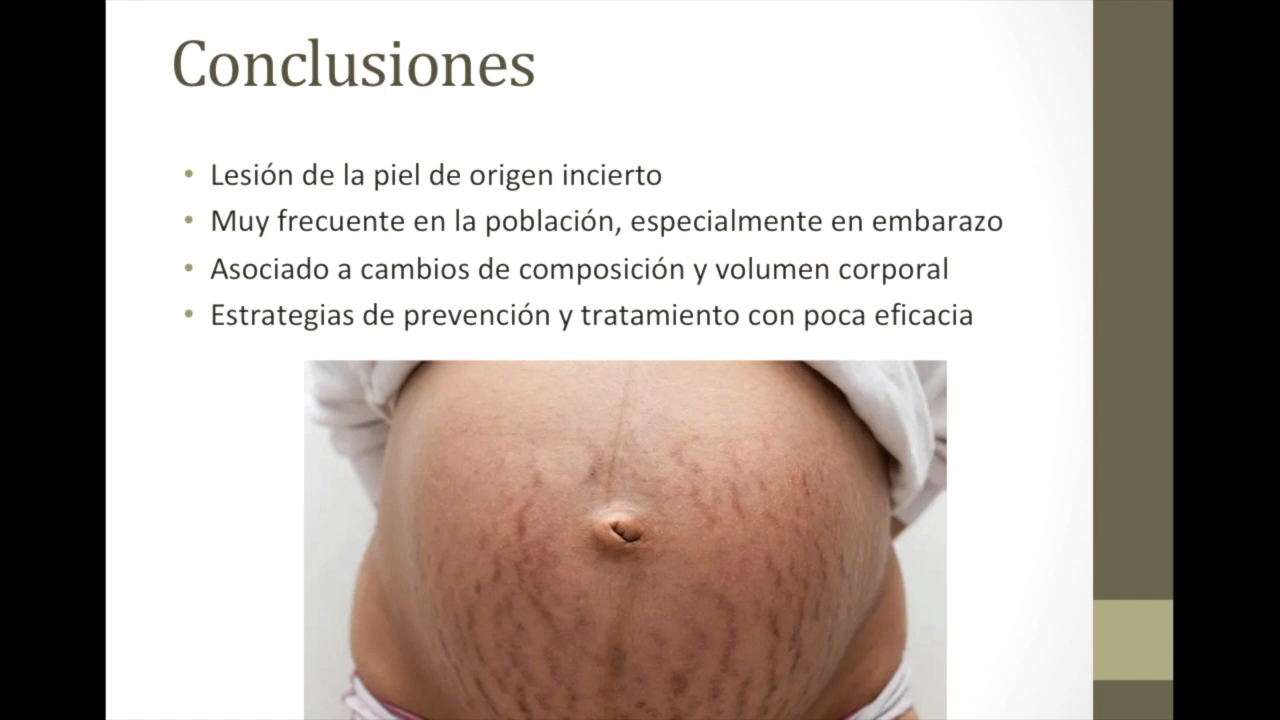 Conclusiones
• Lesión de la piel de origen incierto
• Muy frecuente en la población, especialmente en embarazo
• Asociado a cambios de composición y volumen corporal
• Estrategias de prevención y tratamiento con poca eficacia